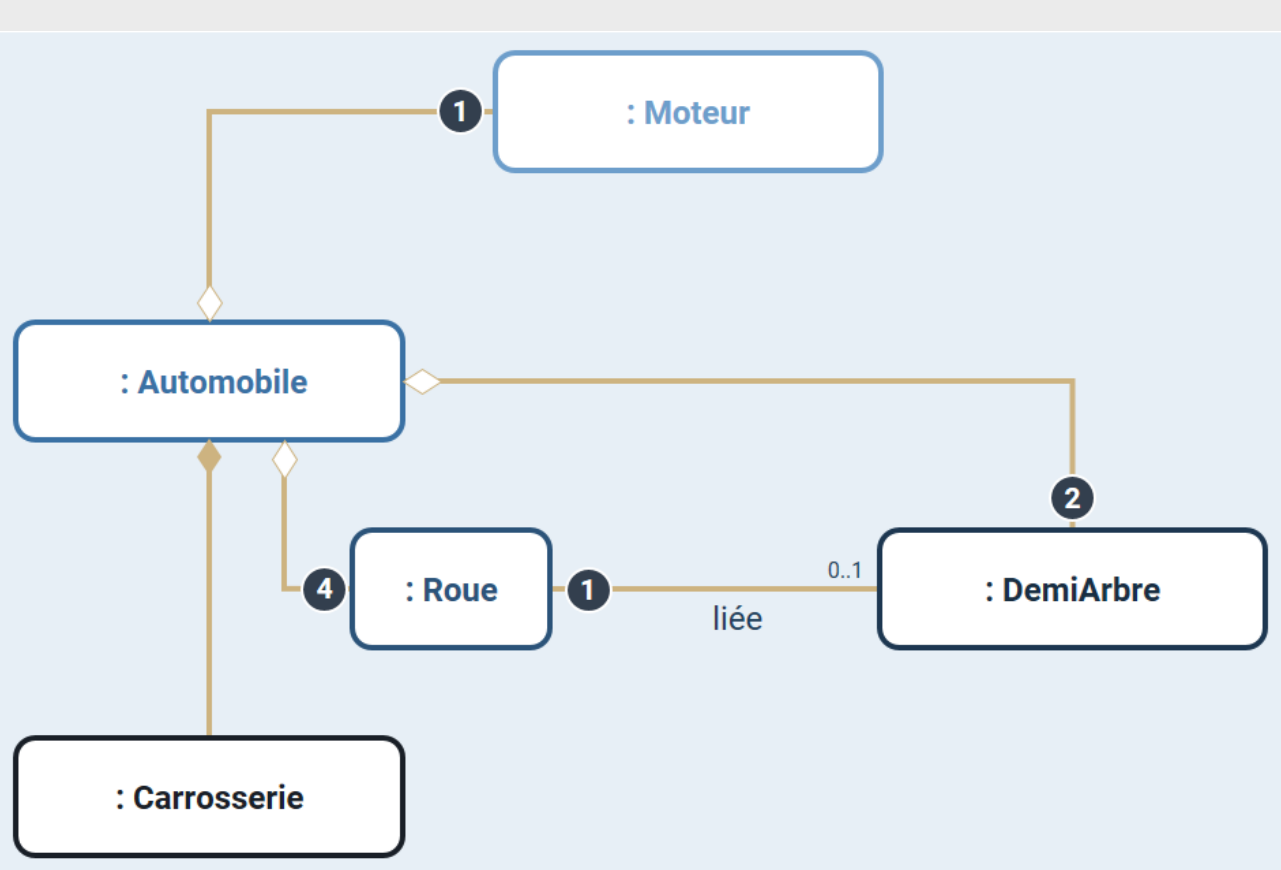 1
: Moteur
: Automobile
2
4
: Roue
1
0..1
liée
: DemiArbre
: Carrosserie